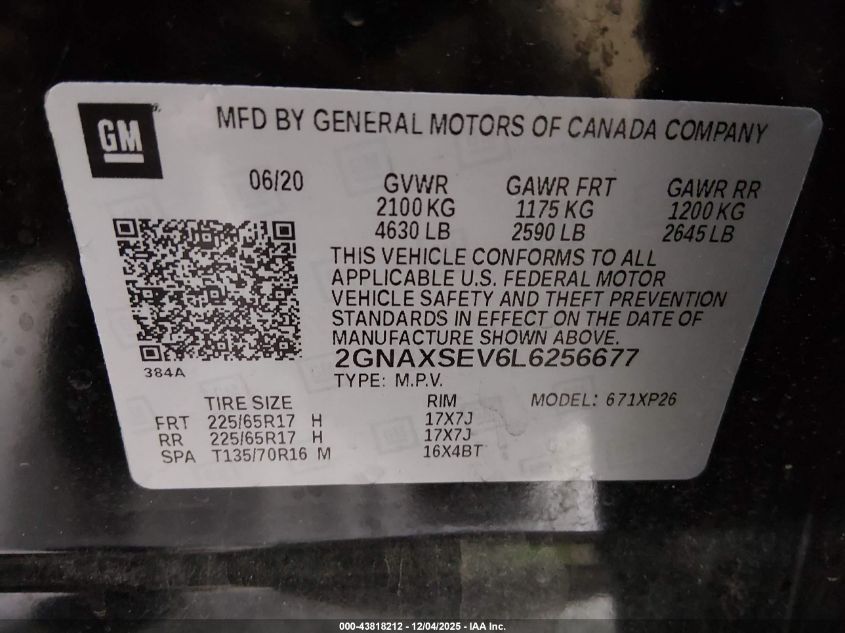 GM
MFD BY GENERAL MOTORS OF CANADA COMPANY
06/20
GVWR GAWR FRT GAWR RR
2100 KG 1175 KG 1200 KG
4630 LB 2590 LB 2645 LB
THIS VEHICLE CONFORMS TO ALL
APPLICABLE U.S. FEDERAL MOTOR
VEHICLE SAFETY AND THEFT PREVENTION
STANDARDS IN EFFECT ON THE DATE OF
MANUFACTURE SHOWN ABOVE.
2GNAXSEV6L6256677
384A
TYPE: M.P.V.
TIRE SIZE RIM MODEL: 671XP26
FRT 225/65R17 H 17X7J
RR 225/65R17 H 17X7J
SPA T135/70R16 M 16X4BT
000-43818212 - 12/04/2025 - IAA Inc.